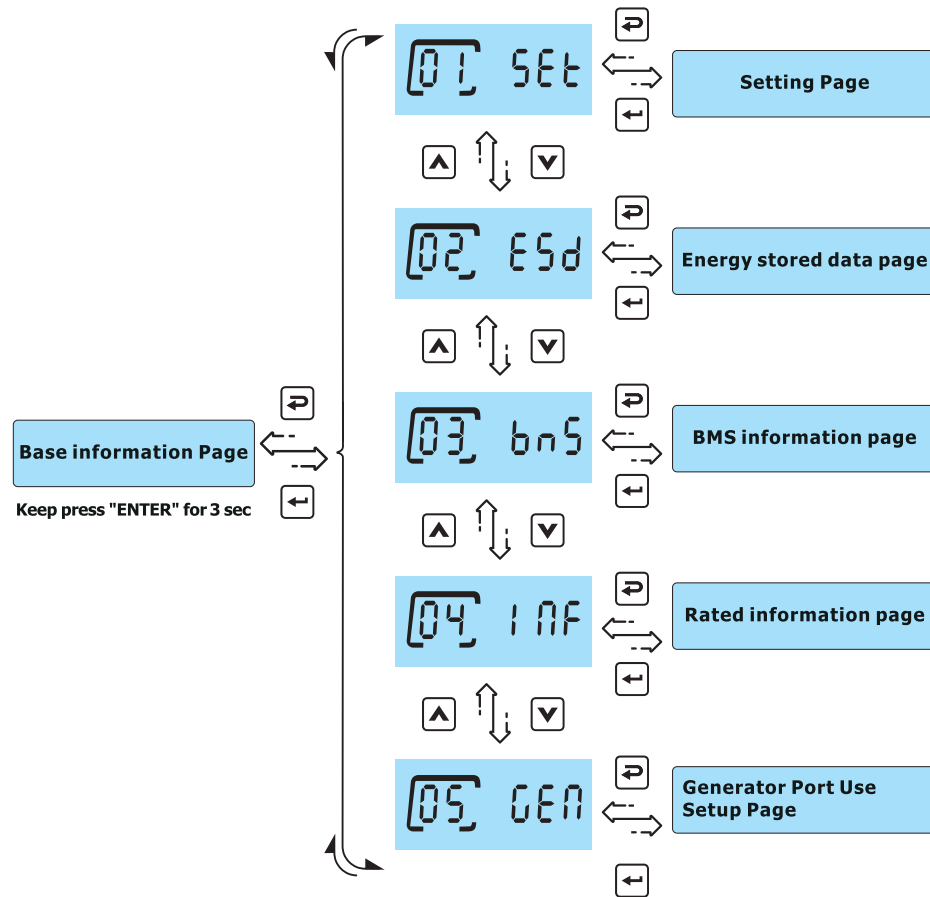 01 SEt
Setting Page
02 ESd
Energy stored data page
03 bnS
BMS information page
Base information Page
Keep press "ENTER" for 3 sec
04 INF
Rated information page
05 GEN
Generator Port Use
Setup Page